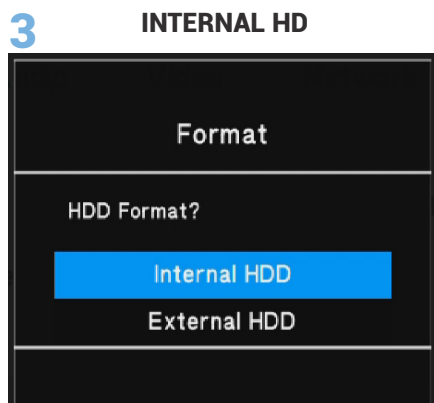 3
INTERNAL HD
Format
HDD Format?
Internal HDD
External HDD